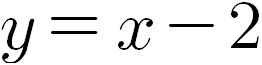 y = x − 2